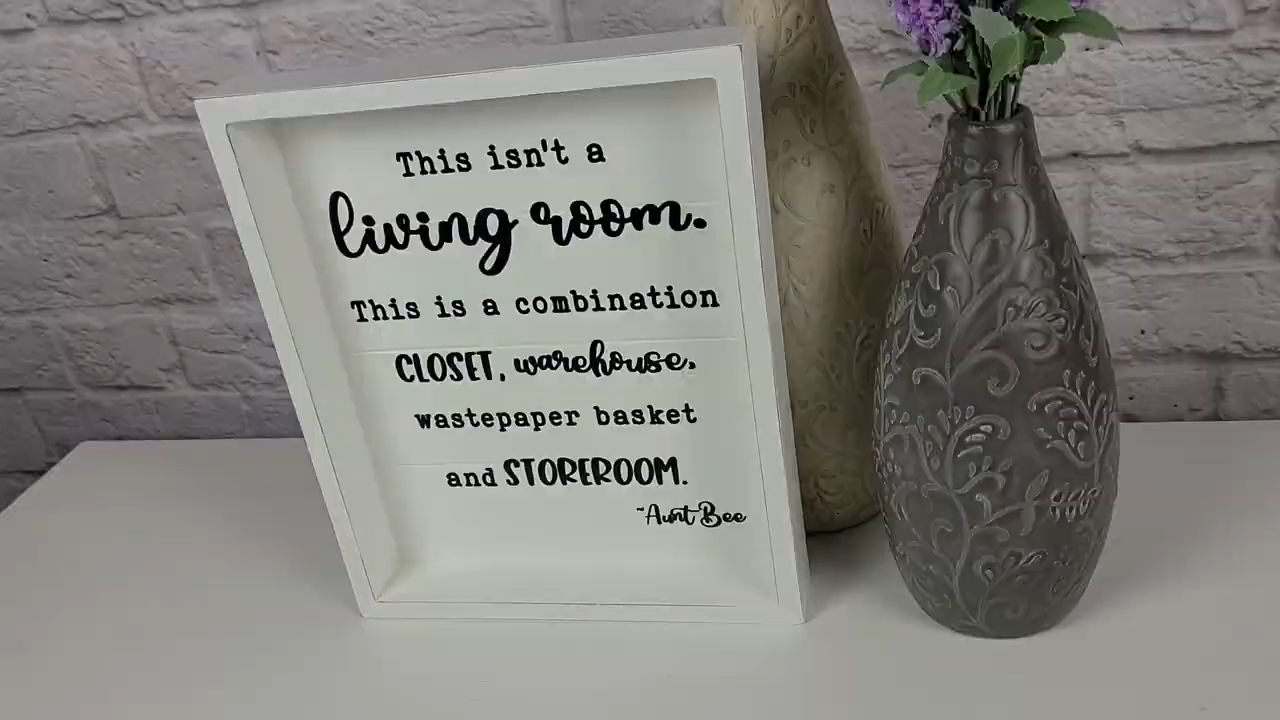 This isn't a
living room.
This is a combination
CLOSET, warehouse,
wastepaper basket
and STOREROOM.
~Aunt Bee